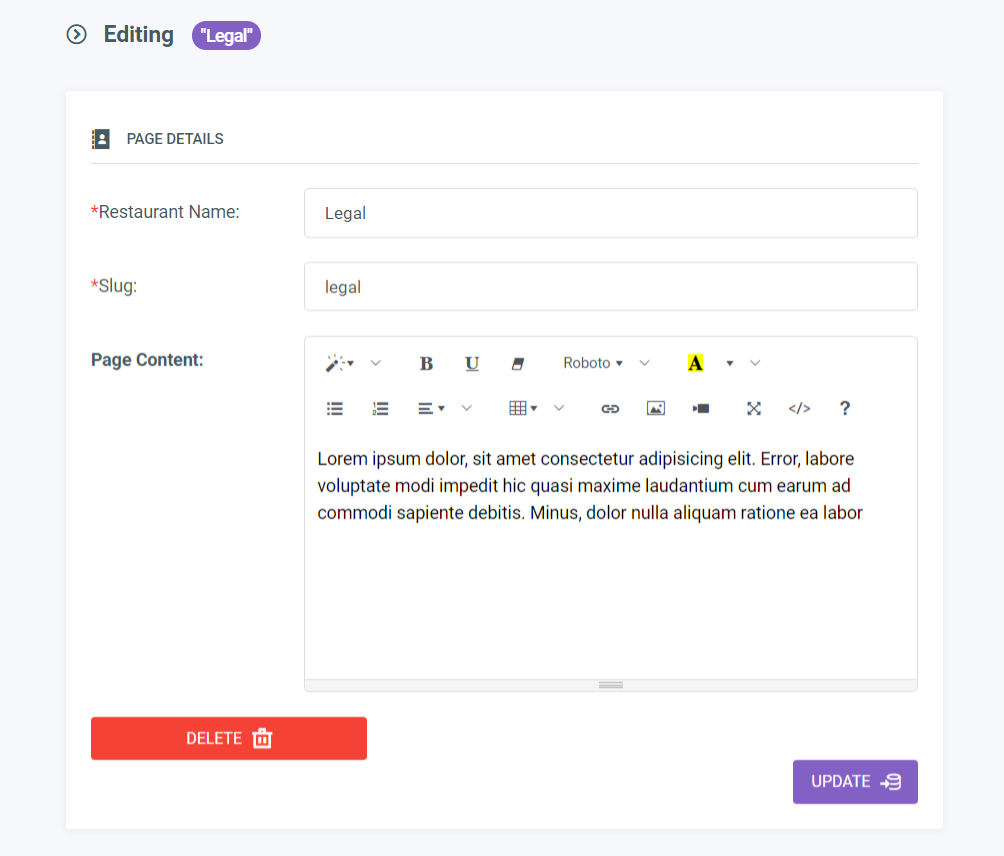 Editing "Legal"
PAGE DETAILS
*Restaurant Name: Legal
*Slug: legal
Page Content:
B U Roboto A
</> ?
Lorem ipsum dolor, sit amet consectetur adipisicing elit. Error, labore
voluptate modi impedit hic quasi maxime laudantium cum earum ad
commodi sapiente debitis. Minus, dolor nulla aliquam ratione ea labor
DELETE
UPDATE